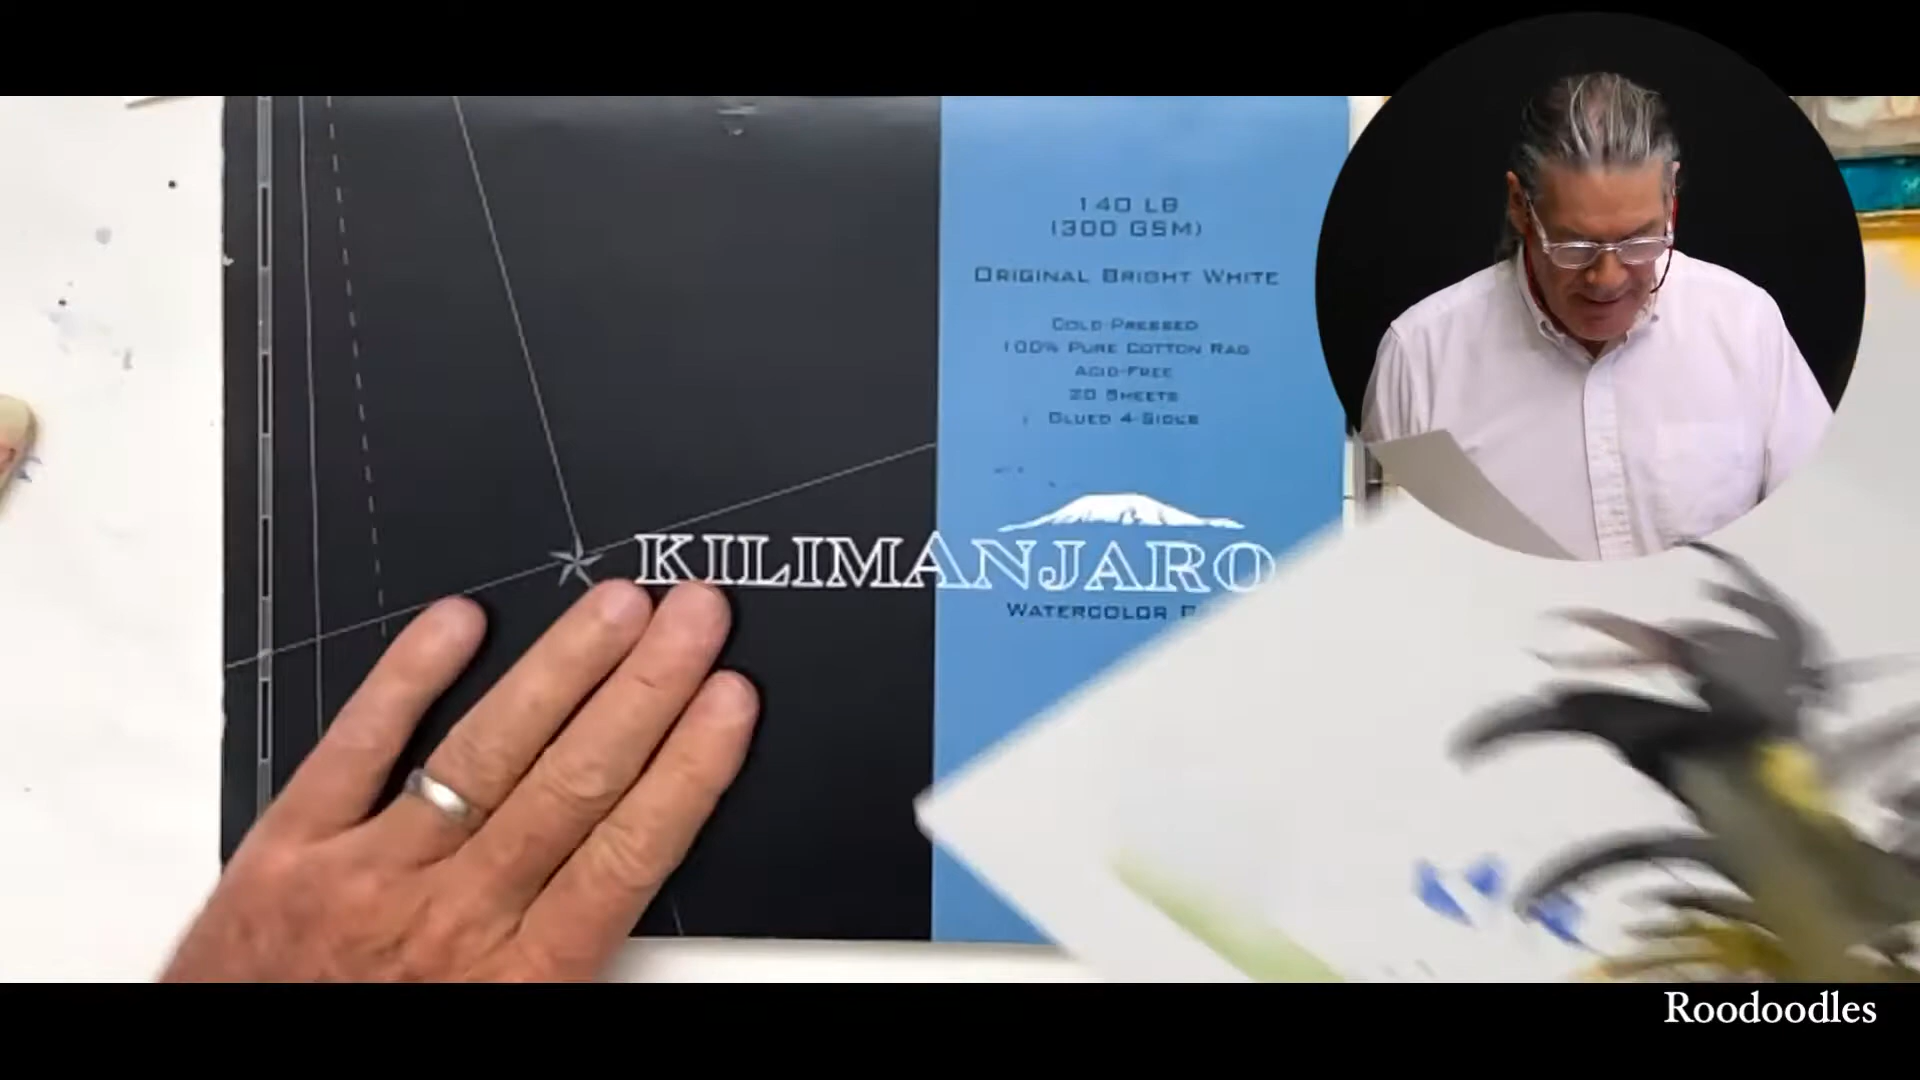 140 LB
(300 GSM)
ORIGINAL BRIGHT WHITE
COLD PRESSED
100% PURE COTTON RAG
ACID-FREE
20 SHEETS
GLUED 4-SIDES
KILIMANJARO
WATERCOLOR
Roodoodles